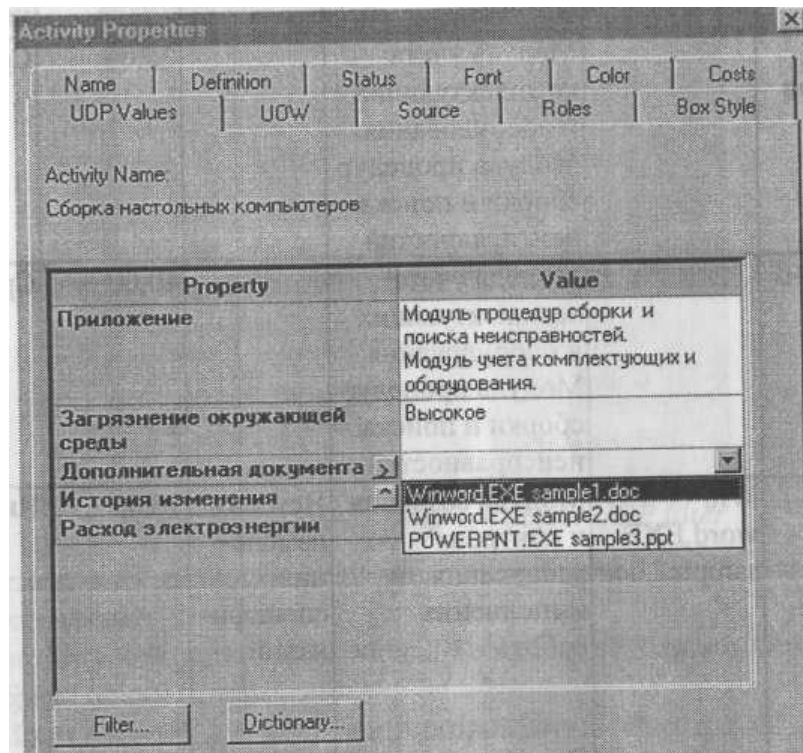 Activity Properties
Name Definition Status Font Color Costs
UDP Values UOW Source Roles Box Style
Activity Name:
Сборка настольных компьютеров
Property Value
Приложение
Модуль процедур сборки и
поиска неисправностей.
Модуль учета комплектующих и
оборудования.
Загрязнение окружающей
среды
Высокое
Дополнительная документа
История изменения
Расход электроэнергии
Winword.EXE sample1.doc
Winword.EXE sample2.doc
POWERPNT.EXE sample3.ppt
Filter...
Dictionary...